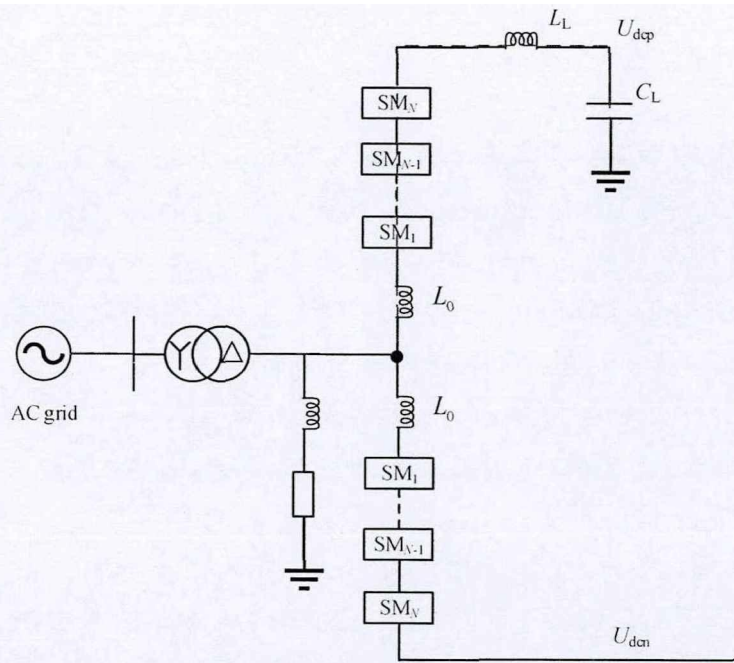 L_L
U_dcp
C_L
SM_N
SM_N-1
SM_1
L_0
AC grid
L_0
SM_1
SM_N-1
SM_N
U_dcn